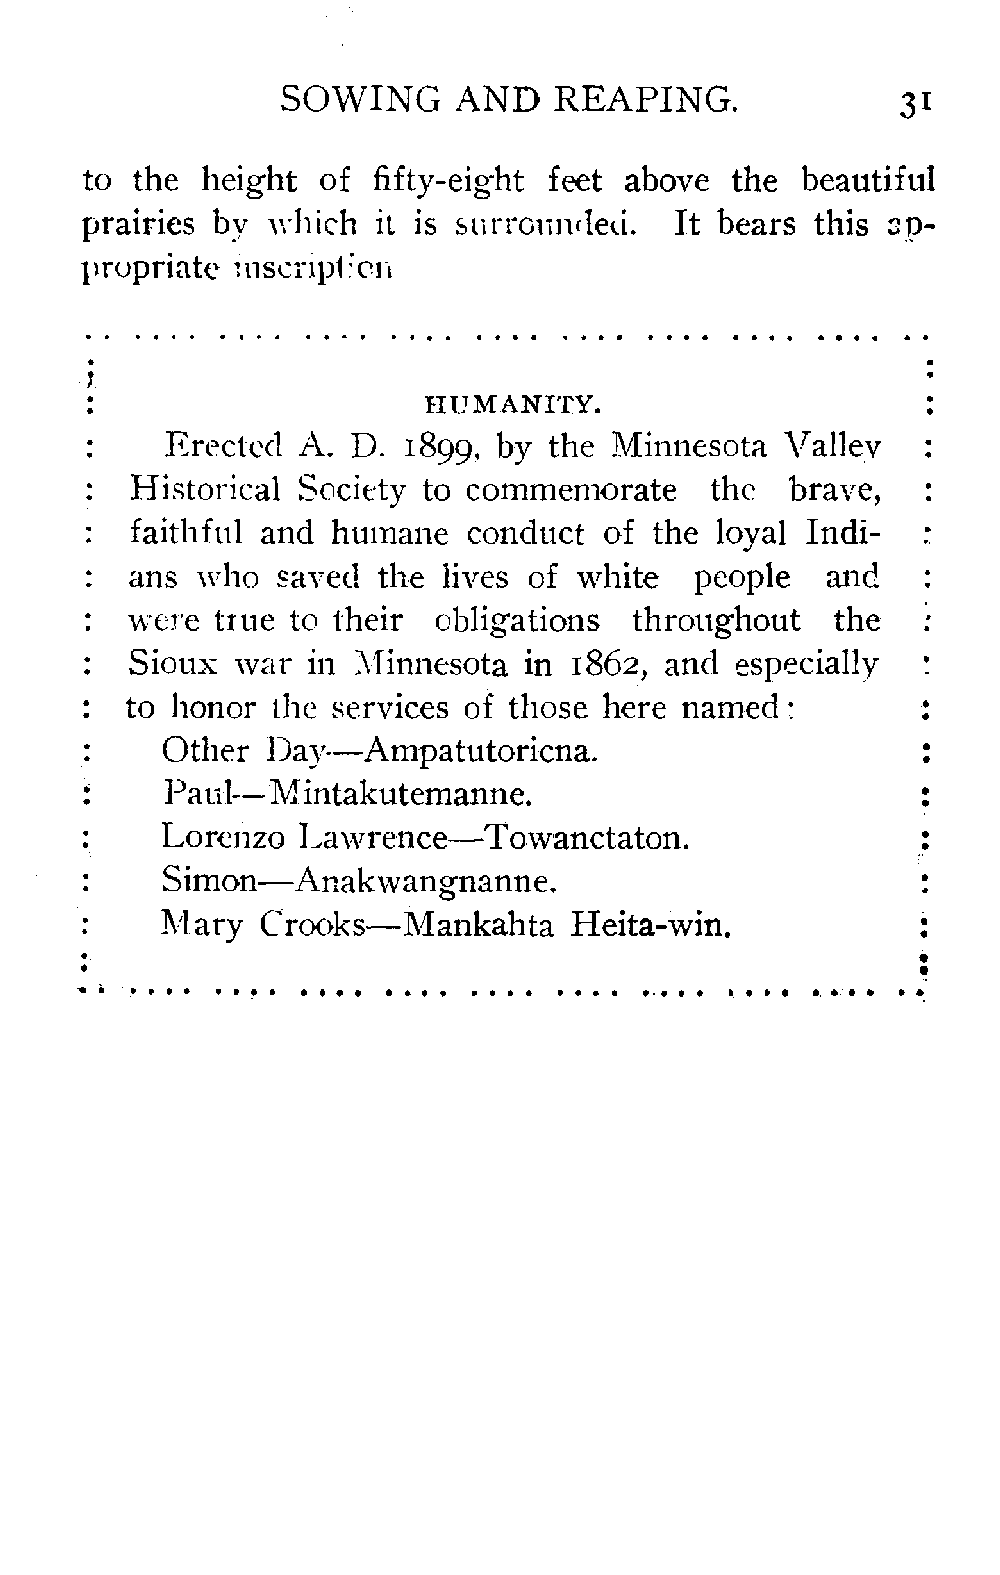 SOWING AND REAPING. 31
to the height of fifty-eight feet above the beautiful
prairies by which it is surrounded. It bears this ap-
propriate inscription
HUMANITY.
Erected A. D. 1899, by the Minnesota Valley
Historical Society to commemorate the brave,
faithful and humane conduct of the loyal Indi-
ans who saved the lives of white people and
were true to their obligations throughout the
Sioux war in Minnesota in 1862, and especially
to honor the services of those here named:
Other Day—Ampatutoricna.
Paul—Mintakutemanne.
Lorenzo Lawrence—Towanctaton.
Simon—Anakwangnanne.
Mary Crooks—Mankahta Heita-win.